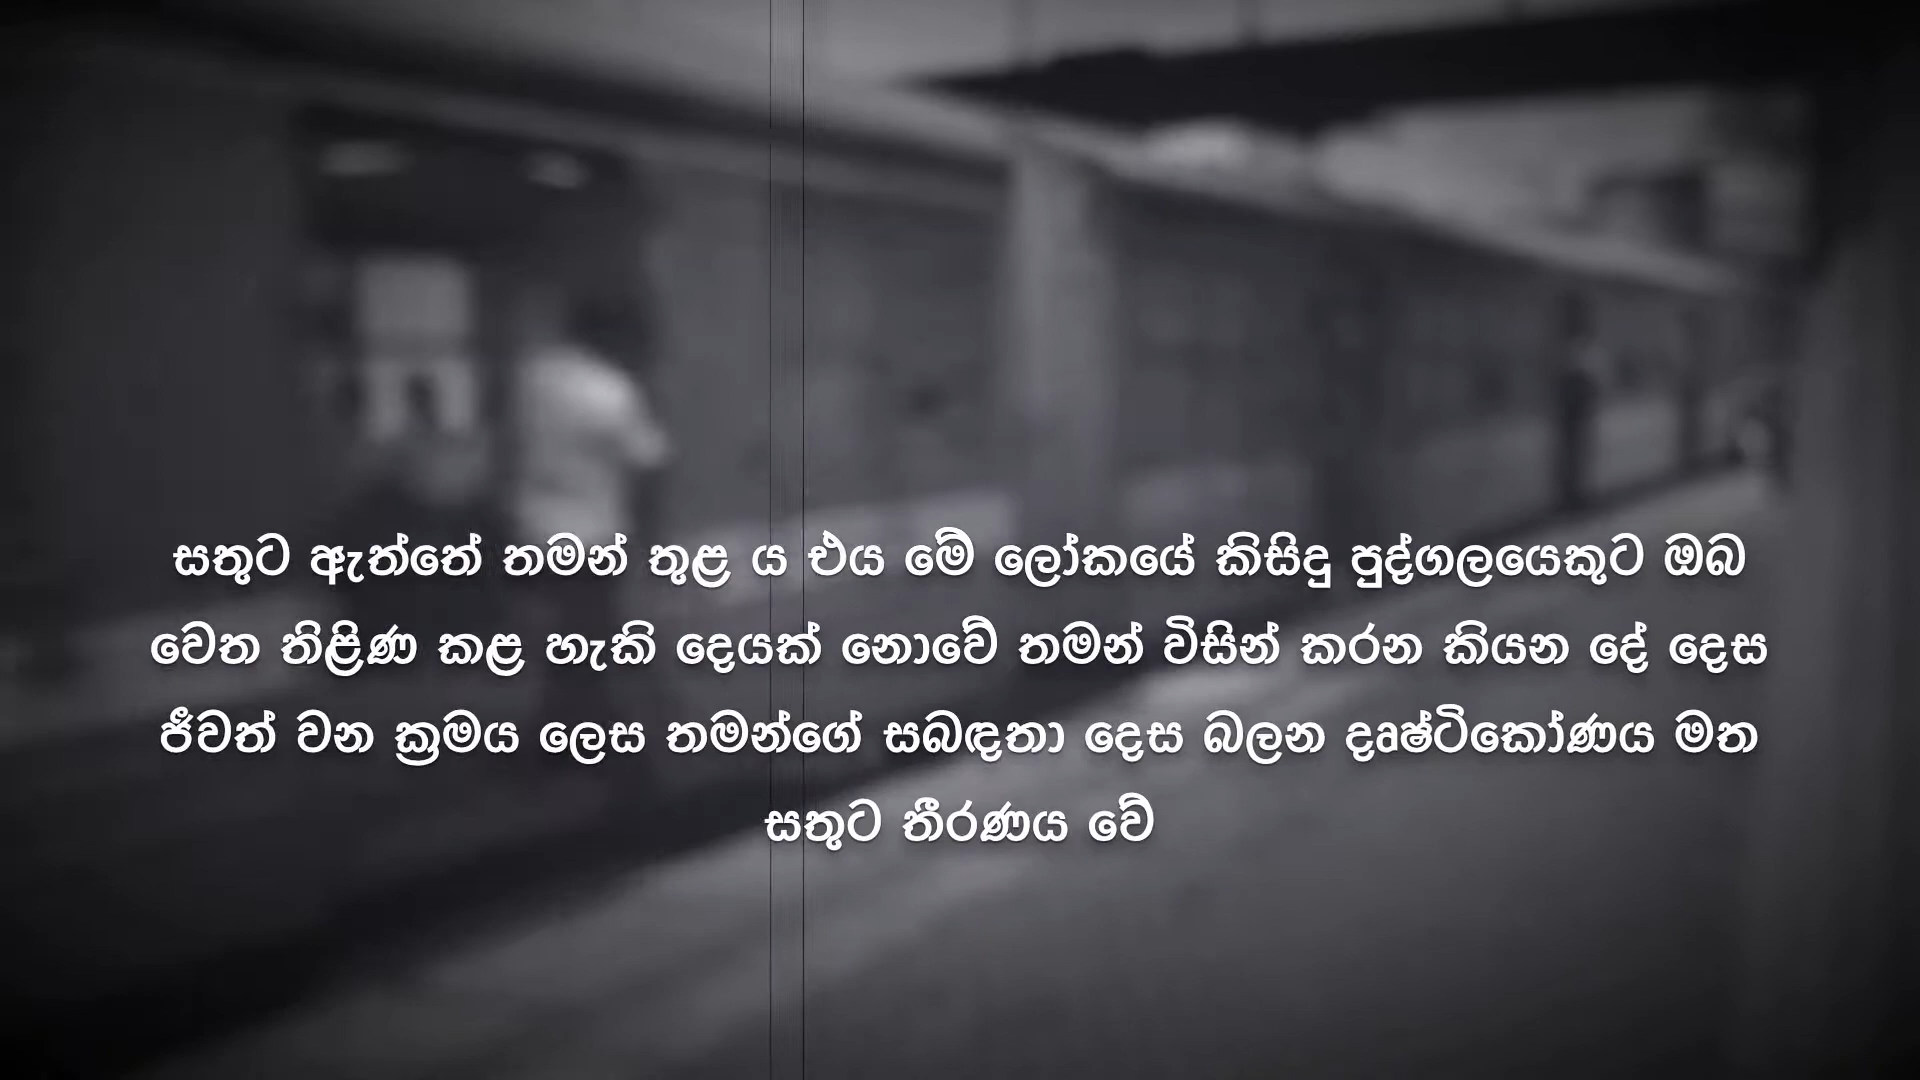 සතුට ඇත්තේ තමන් තුළ ය එය මේ ලෝකයේ කිසිදු පුද්ගලයෙකුට ඔබ
වෙත තිළිණ කළ හැකි දෙයක් නොවේ තමන් විසින් කරන කියන දේ දෙස
ජීවත් වන ක්‍රමය ලෙස තමන්ගේ සබඳතා දෙස බලන දෘෂ්ටිකෝණය මත
සතුට තීරණය වේ